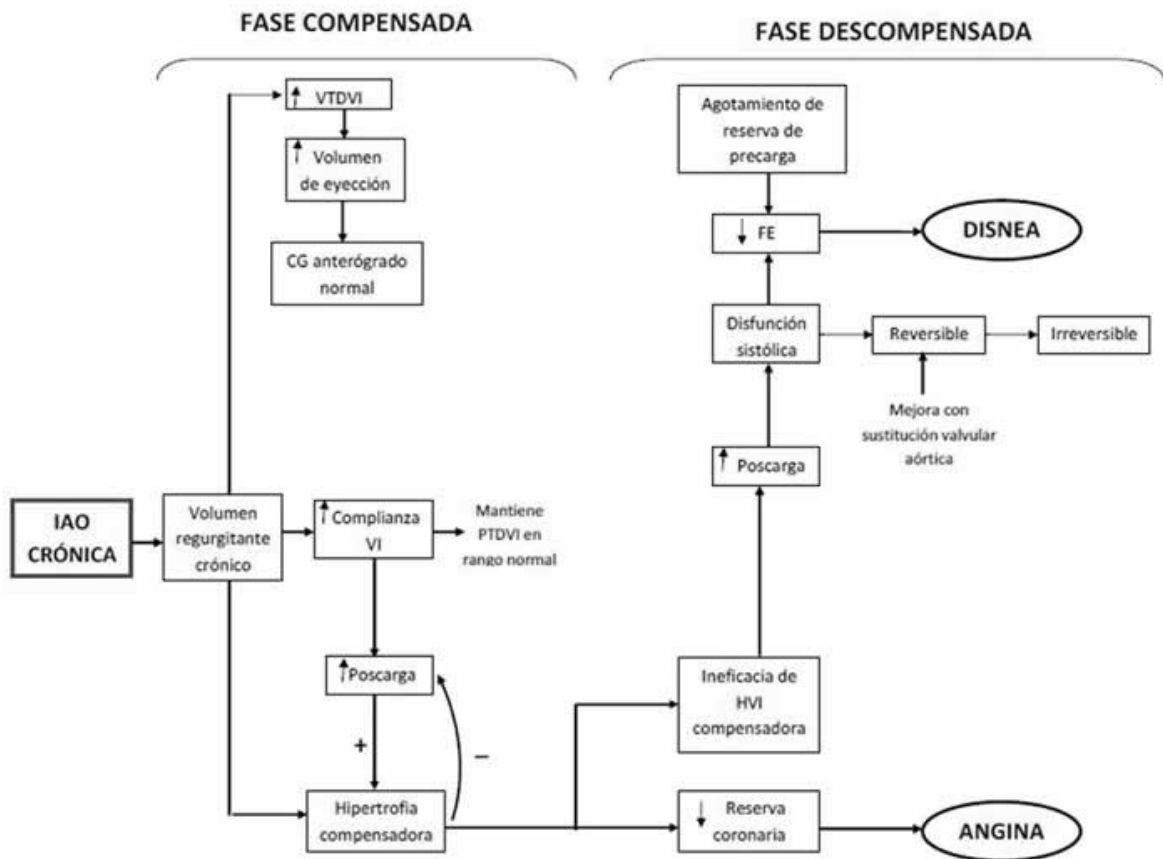 FASE COMPENSADA
↑ VTDVI
↑ Volumen
de eyección
CG anterógrado
normal
IAO
CRÓNICA
Volumen
regurgitante
crónico
↑ Complianza
VI
Mantiene
PTDVI en
rango normal
↑ Poscarga
+
−
Hipertrofia
compensadora
FASE DESCOMPENSADA
Agotamiento de
reserva de
precarga
↓ FE
DISNEA
Disfunción
sistólica
Reversible
Irreversible
Mejora con
sustitución valvular
aórtica
↑ Poscarga
Ineficacia de
HVI
compensadora
↓ Reserva
coronaria
ANGINA